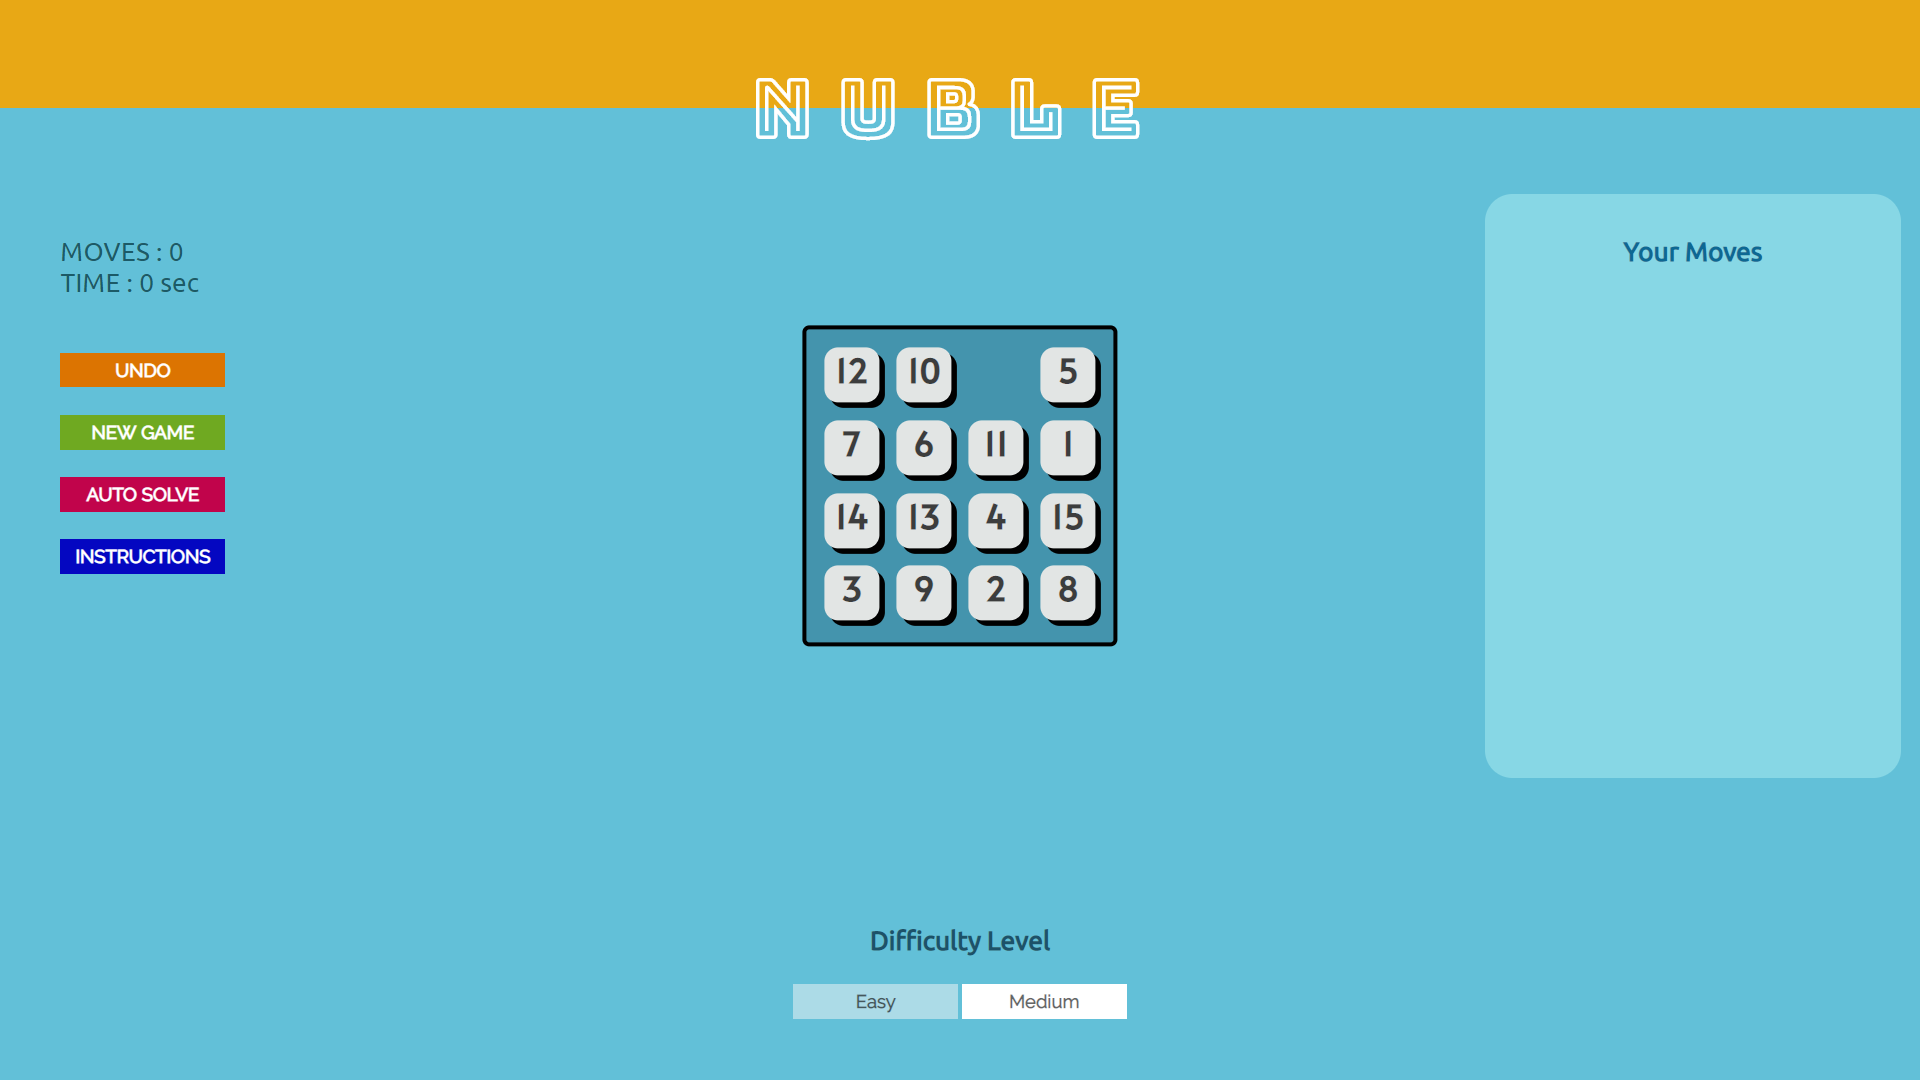 NUBLE
MOVES : 0
TIME : 0 sec
UNDO
NEW GAME
AUTO SOLVE
INSTRUCTIONS
12 10 5
7 6 11 1
14 13 4 15
3 9 2 8
Your Moves
Difficulty Level
Easy Medium